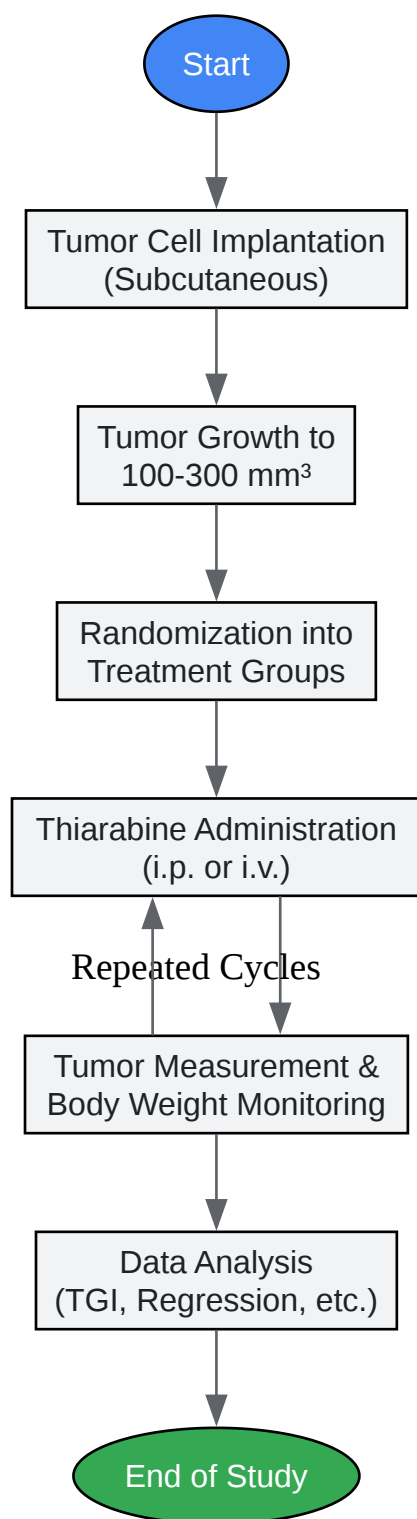 Start
Tumor Cell Implantation
(Subcutaneous)
Tumor Growth to
100-300 mm³
Randomization into
Treatment Groups
Thiarabine Administration
(i.p. or i.v.)
Repeated Cycles
Tumor Measurement &
Body Weight Monitoring
Data Analysis
(TGI, Regression, etc.)
End of Study